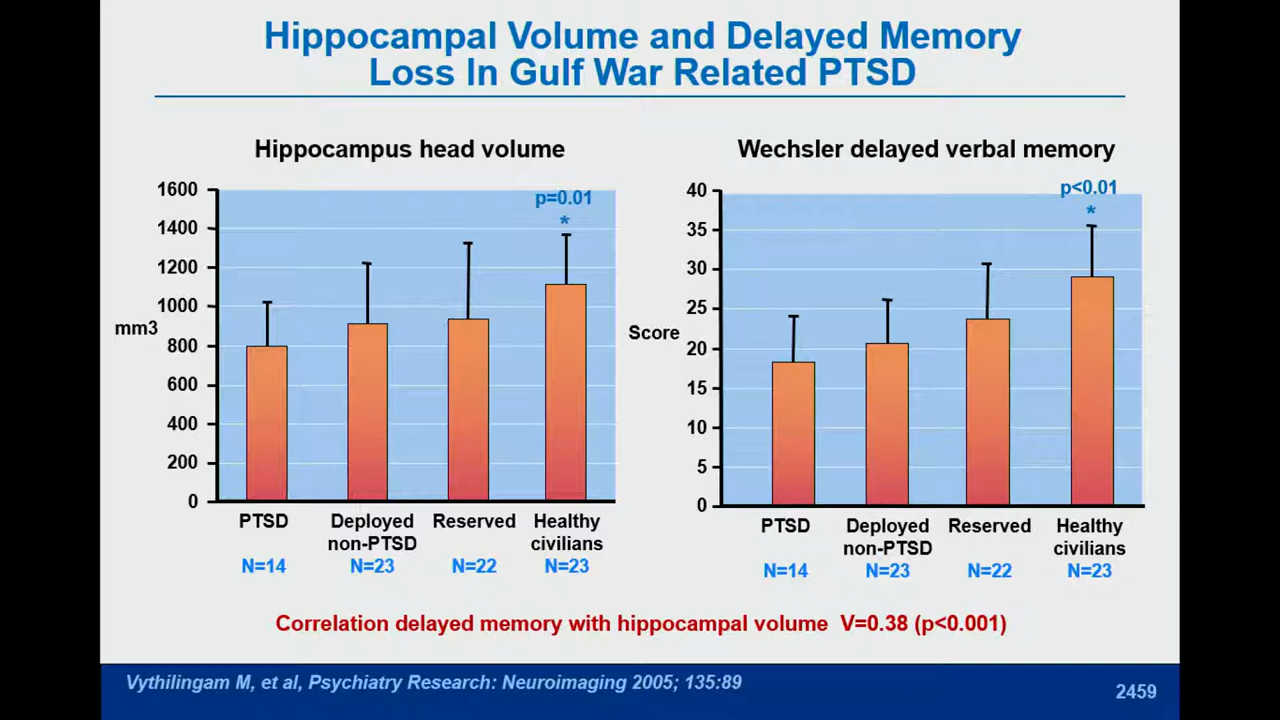 Hippocampal Volume and Delayed Memory
Loss In Gulf War Related PTSD
Hippocampus head volume
1600
1400
1200
1000
800
600
400
200
0
mm3
p=0.01
*
PTSD
Deployed
non-PTSD
Reserved
Healthy
civilians
N=14
N=23
N=22
N=23
Wechsler delayed verbal memory
40
35
30
25
20
15
10
5
0
Score
p<0.01
*
PTSD
Deployed
non-PTSD
Reserved
Healthy
civilians
N=14
N=23
N=22
N=23
Correlation delayed memory with hippocampal volume V=0.38 (p<0.001)
Vythilingam M, et al, Psychiatry Research: Neuroimaging 2005; 135:89
2459